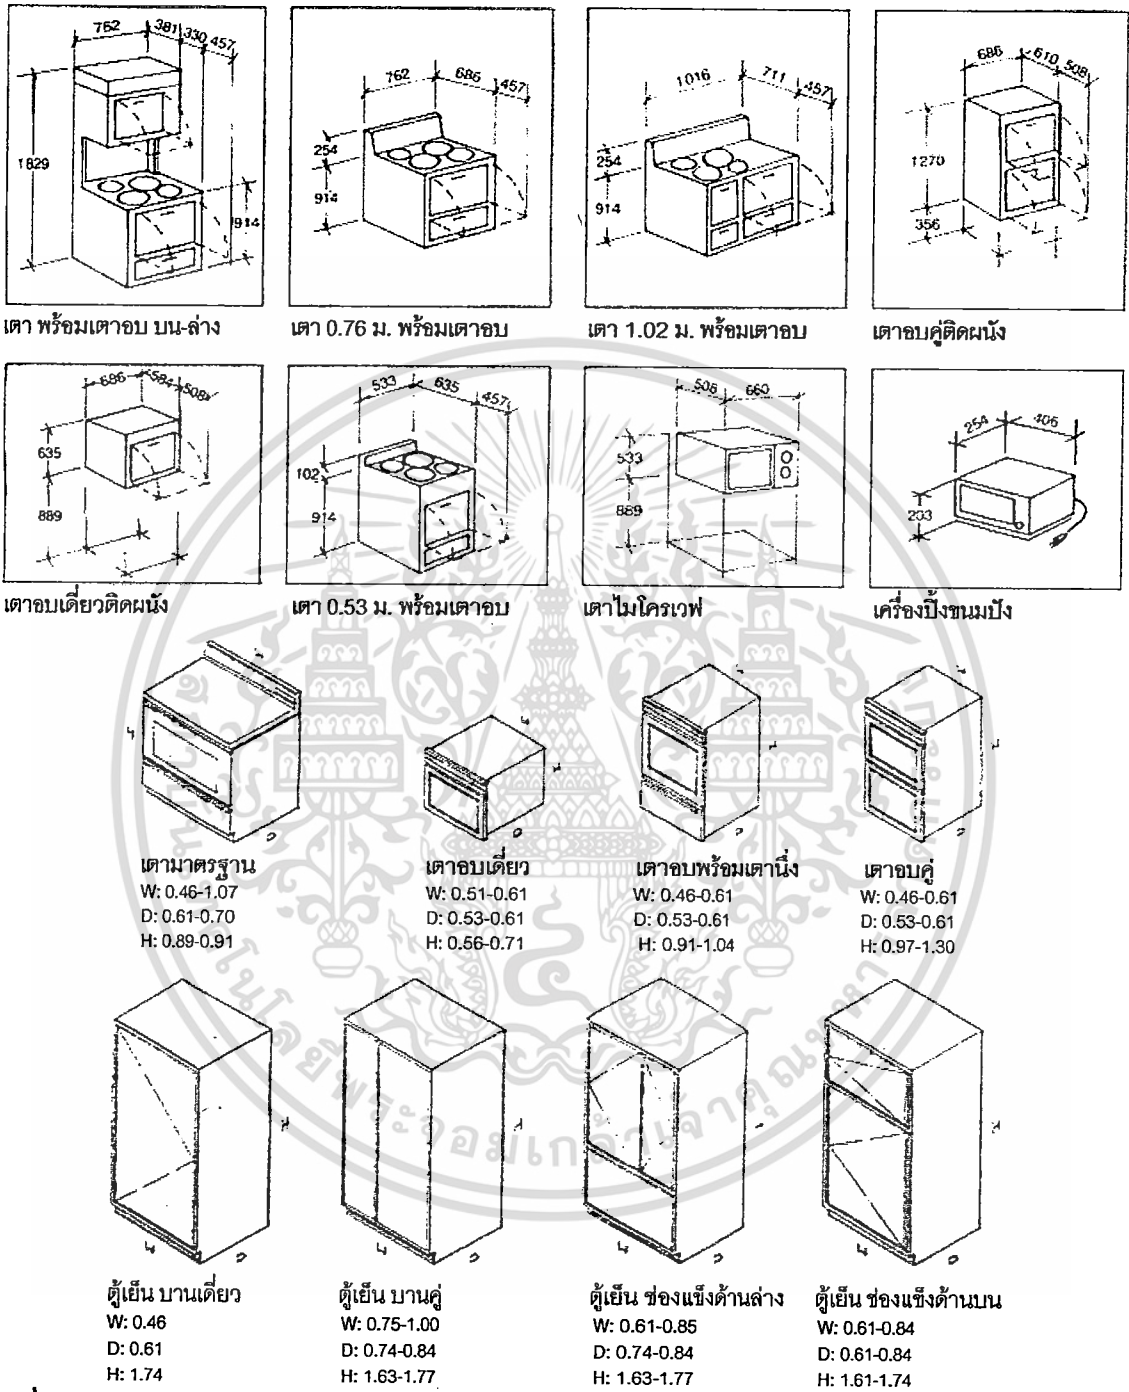 762 381 330 457
1829
914
เตา พร้อมเตาอบ บน-ล่าง
762 686 457
254
914
เตา 0.76 ม. พร้อมเตาอบ
1016 711 457
254
914
เตา 1.02 ม. พร้อมเตาอบ
686 610 508
1270
356
เตาอบคู่ติดผนัง
686 584 508
635
889
เตาอบเดี่ยวติดผนัง
533 635 457
102
914
เตา 0.53 ม. พร้อมเตาอบ
508 660
533
889
เตาไมโครเวฟ
254 406
203
เครื่องปิ้งขนมปัง
เตามาตรฐาน
W: 0.46-1.07
D: 0.61-0.70
H: 0.89-0.91
เตาอบเดี่ยว
W: 0.51-0.61
D: 0.53-0.61
H: 0.56-0.71
เตาอบพร้อมเตานึ่ง
W: 0.46-0.61
D: 0.53-0.61
H: 0.91-1.04
เตาอบคู่
W: 0.46-0.61
D: 0.53-0.61
H: 0.97-1.30
ตู้เย็น บานเดี่ยว
W: 0.46
D: 0.61
H: 1.74
ตู้เย็น บานคู่
W: 0.75-1.00
D: 0.74-0.84
H: 1.63-1.77
ตู้เย็น ช่องแข็งด้านล่าง
W: 0.61-0.85
D: 0.74-0.84
H: 1.63-1.77
ตู้เย็น ช่องแข็งด้านบน
W: 0.61-0.84
D: 0.61-0.84
H: 1.61-1.74